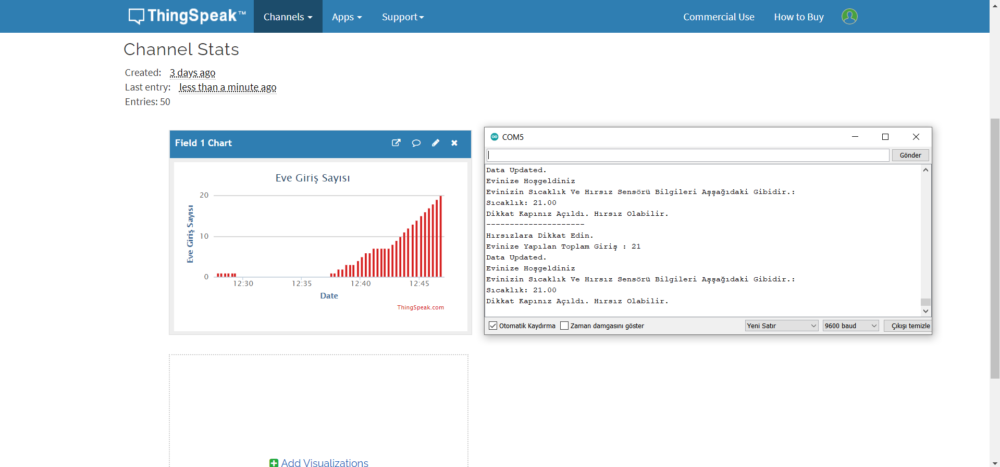 ThingSpeak™ Channels Apps Support Commercial Use How to Buy
Channel Stats
Created: 3 days ago
Last entry: less than a minute ago
Entries: 50
Field 1 Chart
Eve Giriş Sayısı
Eve Giriş Sayısı
20
10
0
12:30 12:35 12:40 12:45
Date
ThingSpeak.com
COM5
Gönder
Data Updated.
Evinize Hoşgeldiniz
Evinizin Sıcaklık Ve Hırsız Sensörü Bilgileri Aşşağıdaki Gibidir.:
Sıcaklık: 21.00
Dikkat Kapınız Açıldı. Hırsız Olabilir.
---------------------
Hırsızlara Dikkat Edin.
Evinize Yapılan Toplam Giriş : 21
Data Updated.
Evinize Hoşgeldiniz
Evinizin Sıcaklık Ve Hırsız Sensörü Bilgileri Aşşağıdaki Gibidir.:
Sıcaklık: 21.00
Dikkat Kapınız Açıldı. Hırsız Olabilir.
Otomatik Kaydırma Zaman damgasını göster Yeni Satır 9600 baud Çıkışı temizle
Add Visualizations